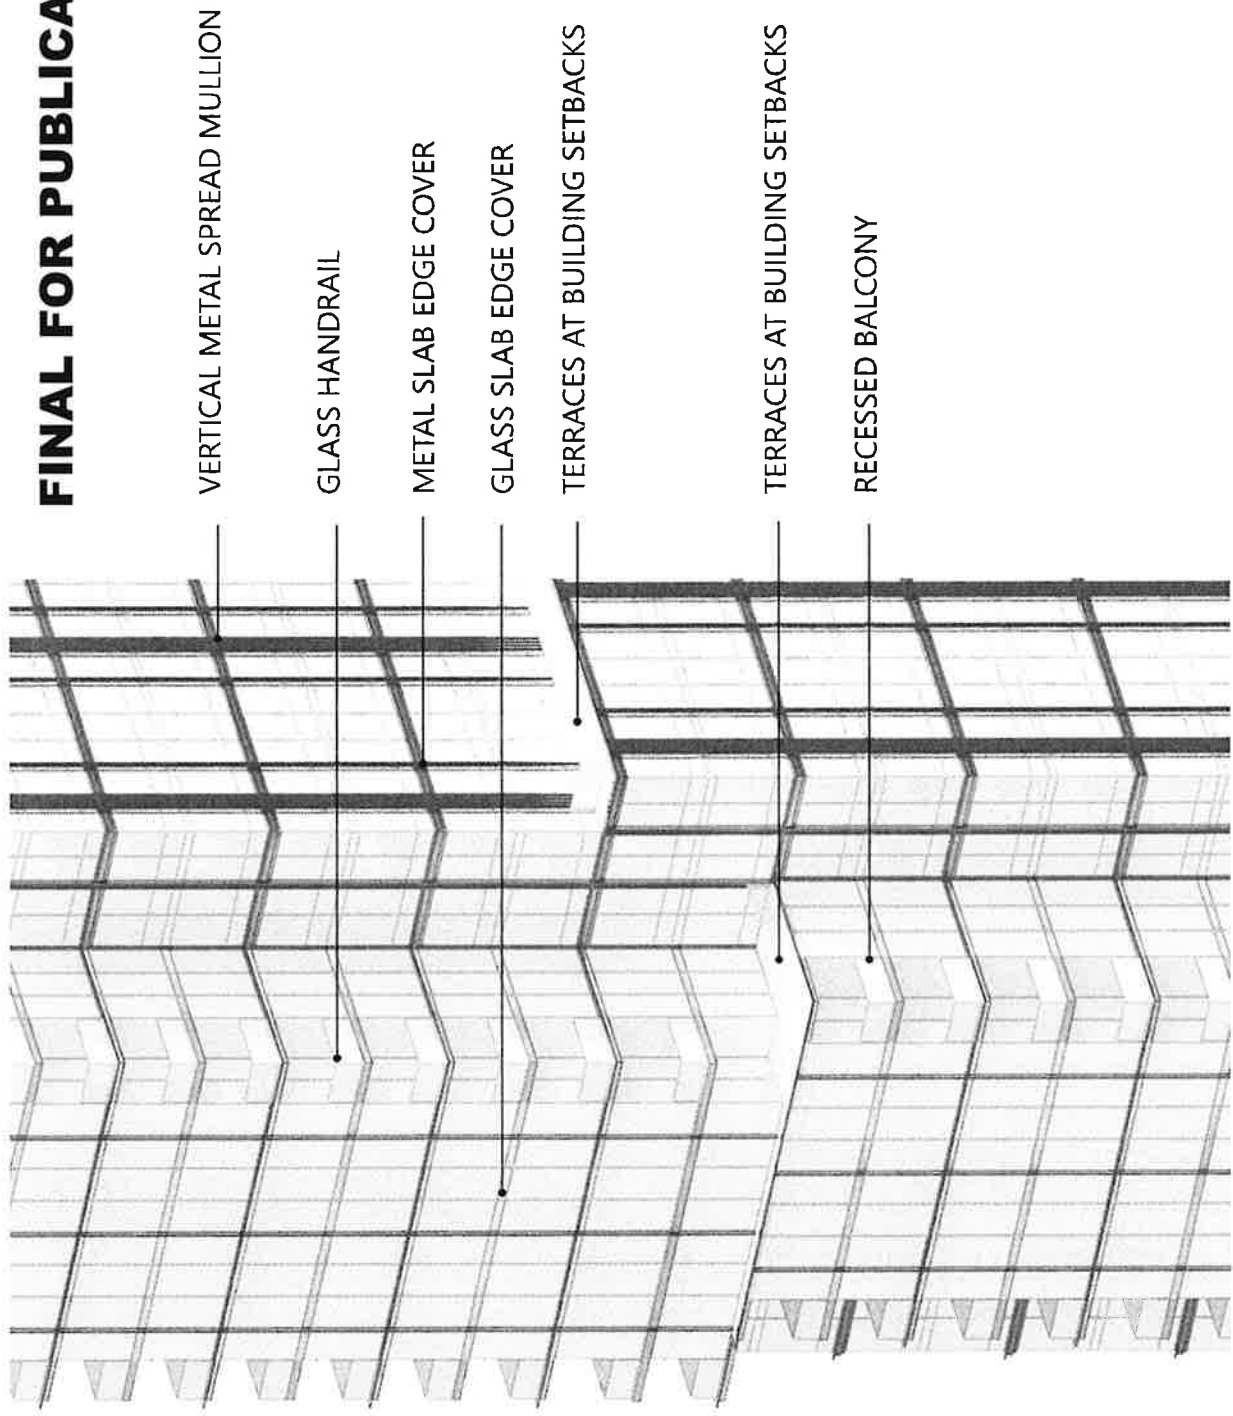 FINAL FOR PUBLICA
VERTICAL METAL SPREAD MULLION
GLASS HANDRAIL
METAL SLAB EDGE COVER
GLASS SLAB EDGE COVER
TERRACES AT BUILDING SETBACKS
TERRACES AT BUILDING SETBACKS
RECESSED BALCONY